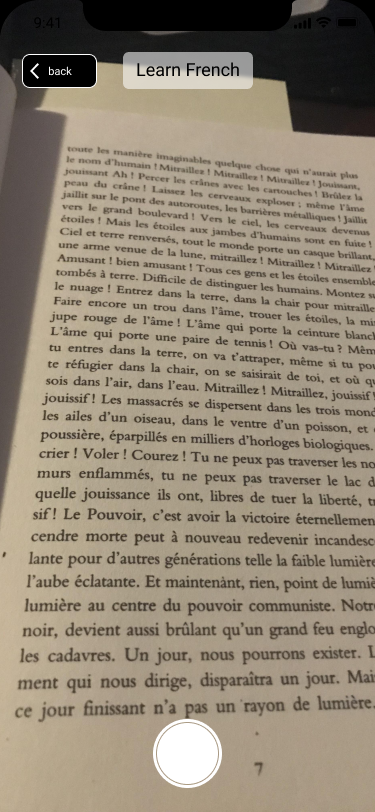 9:41
back
Learn French
toute les manière imaginables quelque chose qui n'aurait plus
le nom d'humain ! Mitraillez ! Mitraillez ! Mitraillez ! Jouissant,
jouissant Ah ! Percer les crânes avec les cartouches ! Brûlez la
peau du crâne ! Laissez les cerveaux exploser ; même l'âme
jaillit sur le pont des autoroutes, les barrières métalliques ! Jaillit
vers le grand boulevard ! Vers le ciel, les cerveaux devenus
étoiles ! Mais les étoiles aux jambes d'humains sont en fuite !
Ciel et terre renversés, tout le monde porte un casque brillant,
une arme venue de la lune, mitraillez ! Mitraillez ! Mitraillez
Amusant ! bien amusant ! Tous ces gens et les étoiles ensemble
tombés à terre. Difficile de distinguer les humains. Montez
le nuage ! Entrez dans la terre, dans la chair pour mitraille
Faire encore un trou dans l'âme, trouer les étoiles, la
jupe rouge de l'âme ! L'âme qui porte la ceinture blanc
L'âme qui porte une paire de tennis ! Où vas-tu ?
tu entres dans la terre, on va t'attraper, même si tu
te réfugier dans la chair, on se saisirait de toi, et où
sois dans l'air, dans l'eau. Mitraillez ! Mitraillez, jouissif
jouissif ! Les massacrés se dispersent dans les trois mond
les ailes d'un oiseau, dans le ventre d'un poisson, et
poussière, éparpillés en milliers d'horloges biologiques.
crier ! Voler ! Courez ! Tu ne peux pas traverser les
murs enflammés, tu ne peux pas traverser le lac d
quelle jouissance ils ont, libres de tuer la liberté,
sif ! Le Pouvoir, c'est avoir la victoire éternellemen
cendre morte peut à nouveau redevenir incandesc
lante pour d'autres générations telle la faible lumière
l'aube éclatante. Et maintenant, rien, point de lumiè
lumière au centre du pouvoir communiste. Notr
noir, devient aussi brûlant qu'un grand feu englo
les cadavres. Un jour, nous pourrons exister. L
ment qui nous dirige, disparaîtra un jour. Mai
ce jour finissant n'a pas un rayon de lumière.
7